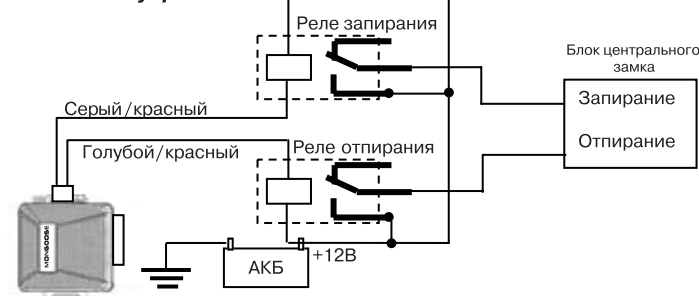 Реле запирания
Блок центрального
замка
Серый/красный
Запирание
Голубой/красный
Реле отпирания
Отпирание
MONGOOSE
АКБ
+12В